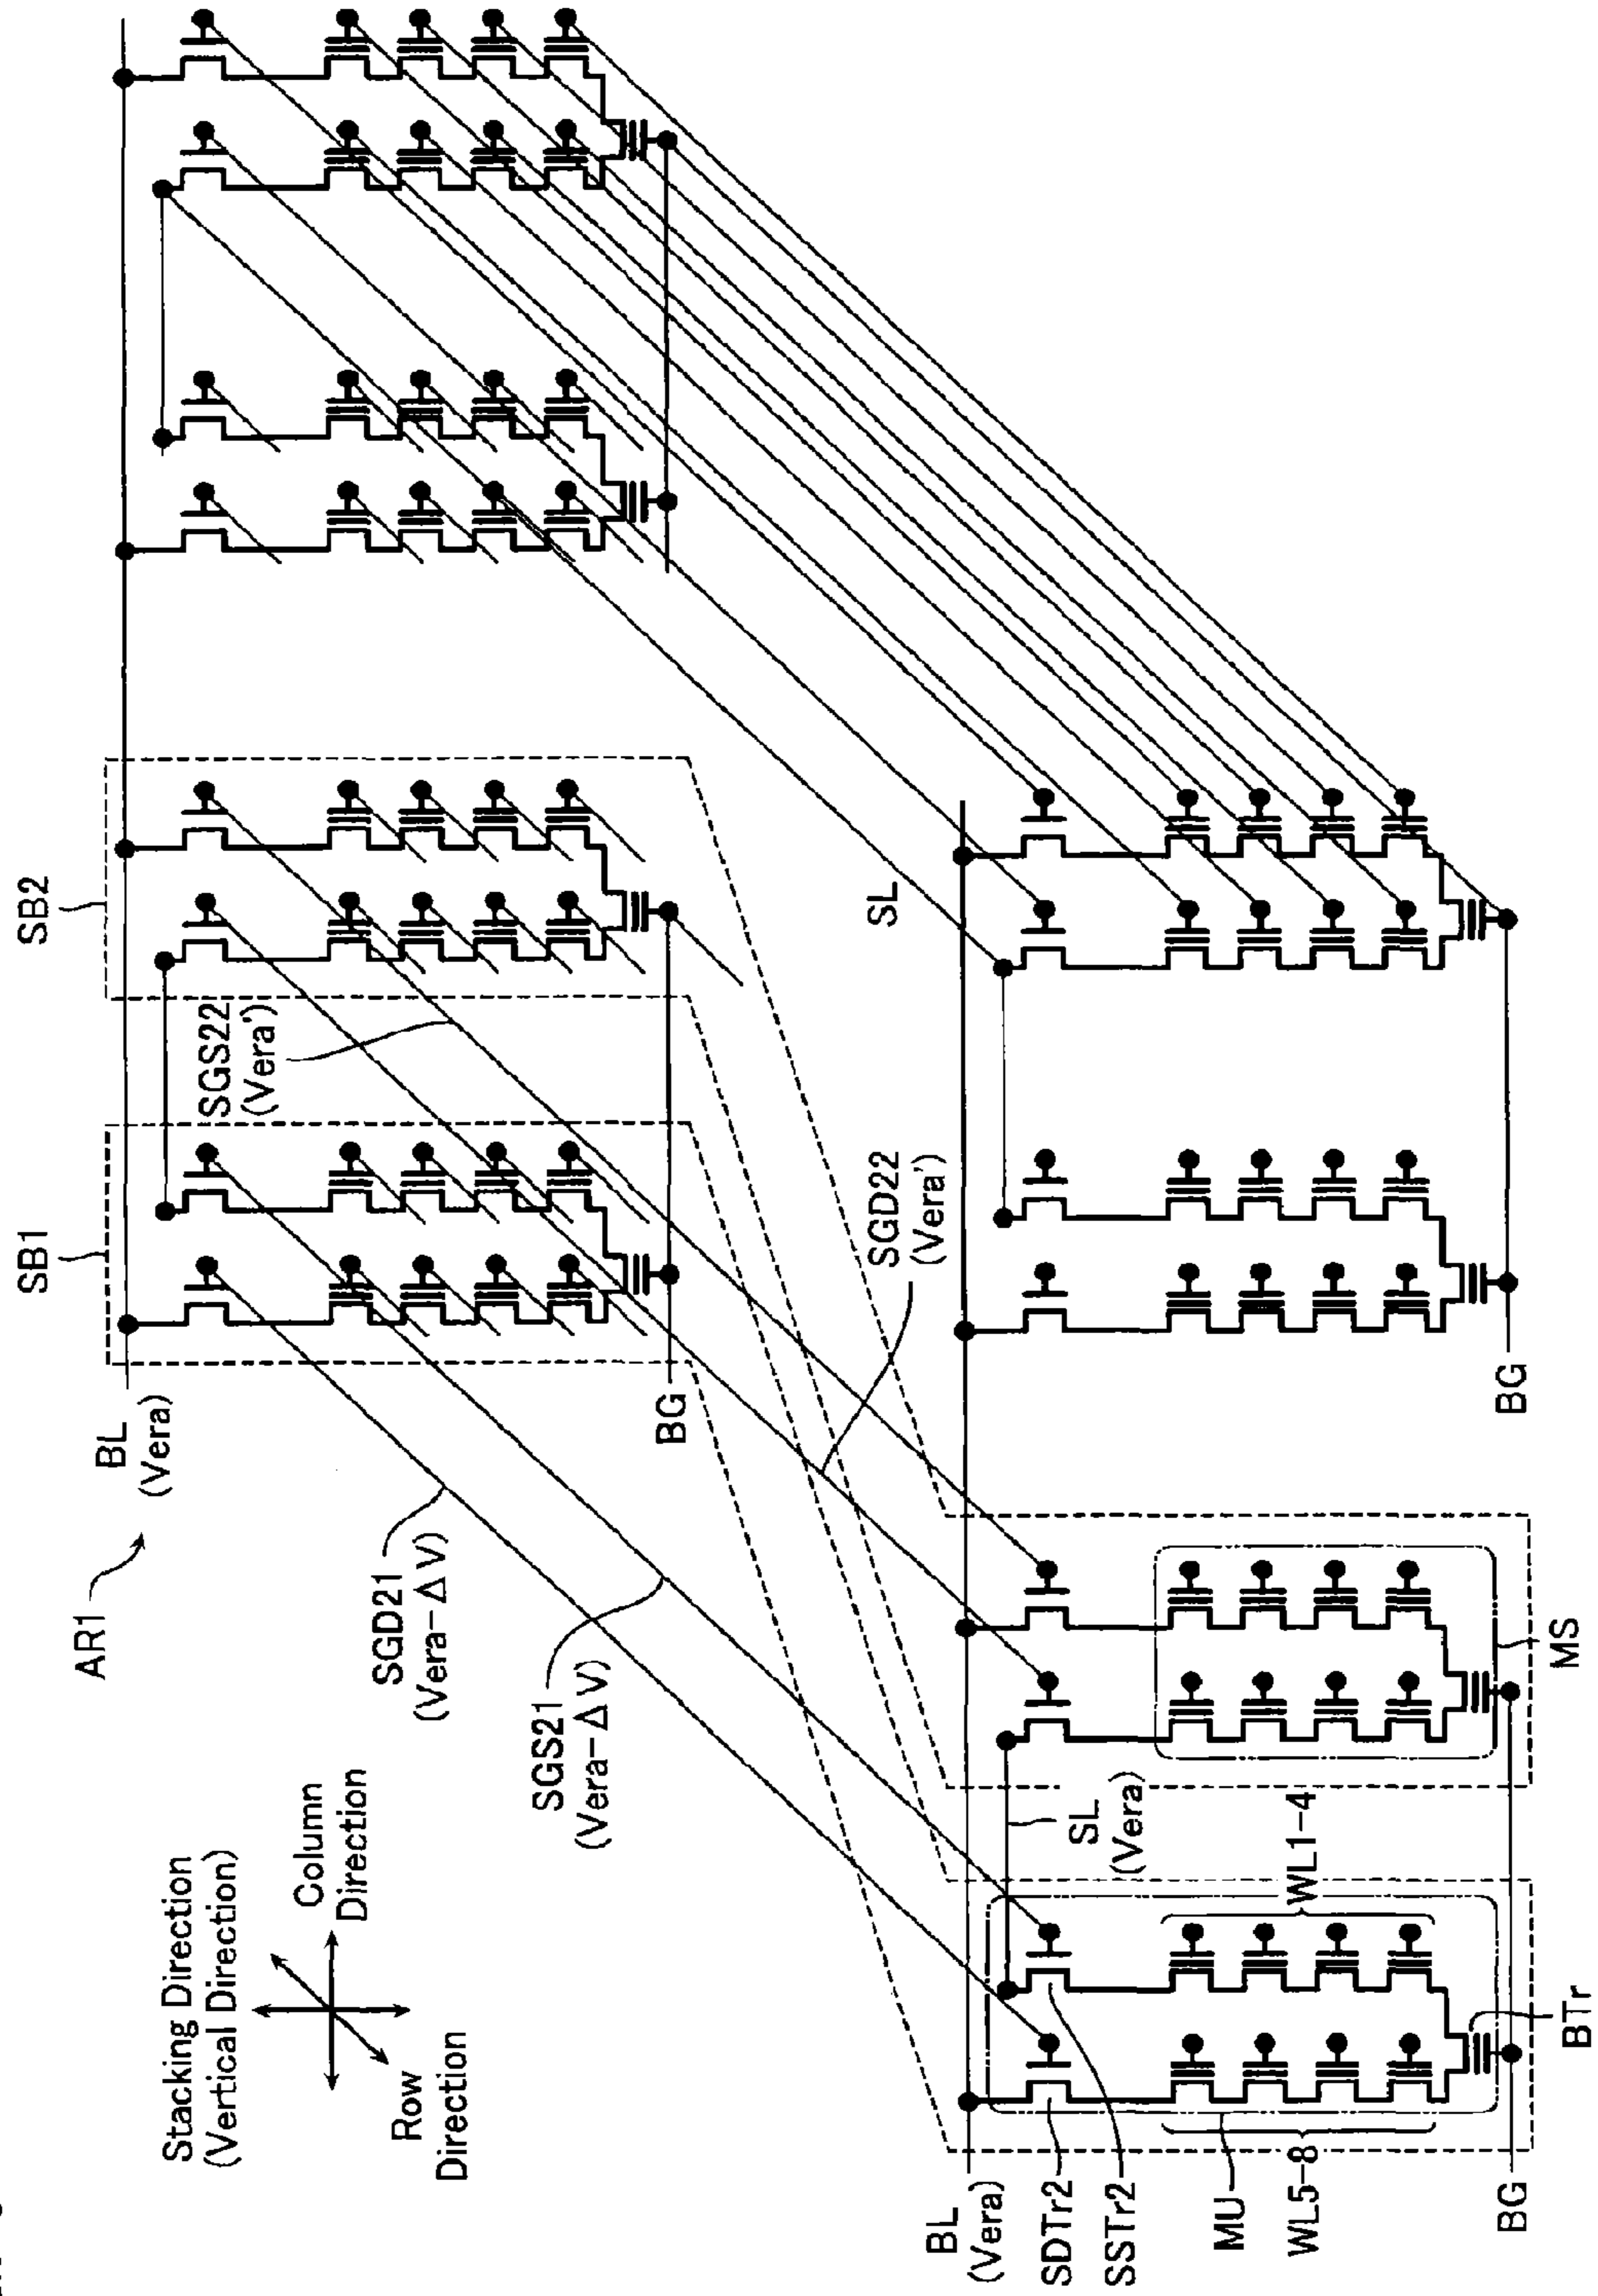 AR1
Stacking Direction
(Vertical Direction)
Column
Direction
Row
Direction
BL
(Vera)
SB1
SB2
SGD21
(Vera-ΔV)
SGS21
(Vera-ΔV)
SGS22
(Vera')
BG
SGD22
(Vera')
SL
BL
(Vera)
SDTr2
SSTr2
MU
WL5-8
BG
SL
(Vera)
WL1-4
BTr
MS
BG